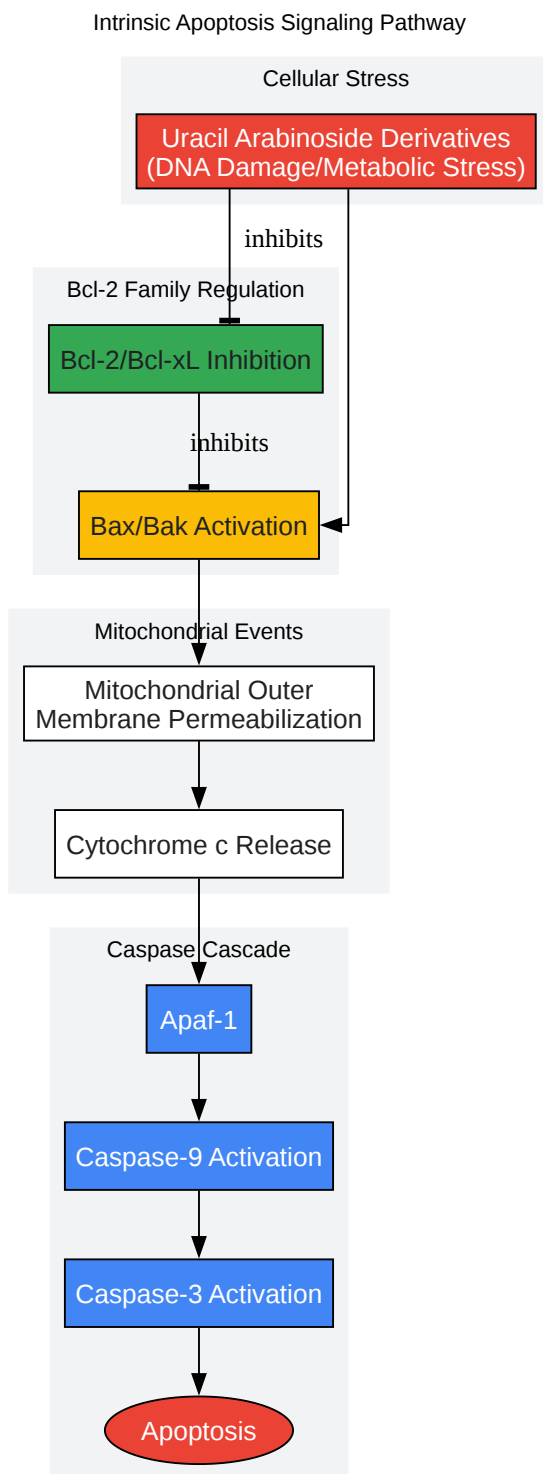 Intrinsic Apoptosis Signaling Pathway
Cellular Stress
Uracil Arabinoside Derivatives
(DNA Damage/Metabolic Stress)
inhibits
Bcl-2 Family Regulation
Bcl-2/Bcl-xL Inhibition
inhibits
Bax/Bak Activation
Mitochondrial Events
Mitochondrial Outer
Membrane Permeabilization
Cytochrome c Release
Caspase Cascade
Apaf-1
Caspase-9 Activation
Caspase-3 Activation
Apoptosis